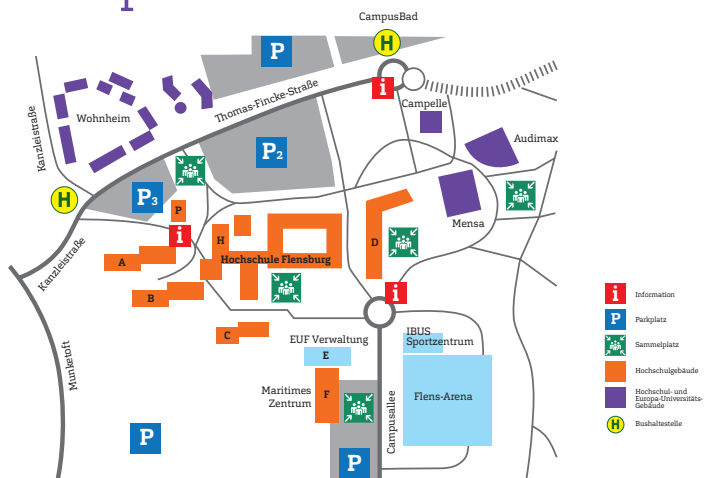 CampusBad
H
P
i
Thomas-Fincke-Straße
Campelle
Wohnheim
Kanzleistraße
Audimax
P2
P3
H
P
Mensa
i
H
D
Hochschule Flensburg
A
Kanzleistraße
B
i
i
Information
P
Parkplatz
Sammelplatz
C
EUF Verwaltung
IBUS
Sportzentrum
E
Munketoft
Hochschulgebäude
Maritimes
Zentrum
F
Flens-Arena
Hochschul- und
Europa-Universitäts-
Gebäude
Campusallee
H
Bushaltestelle
P
P